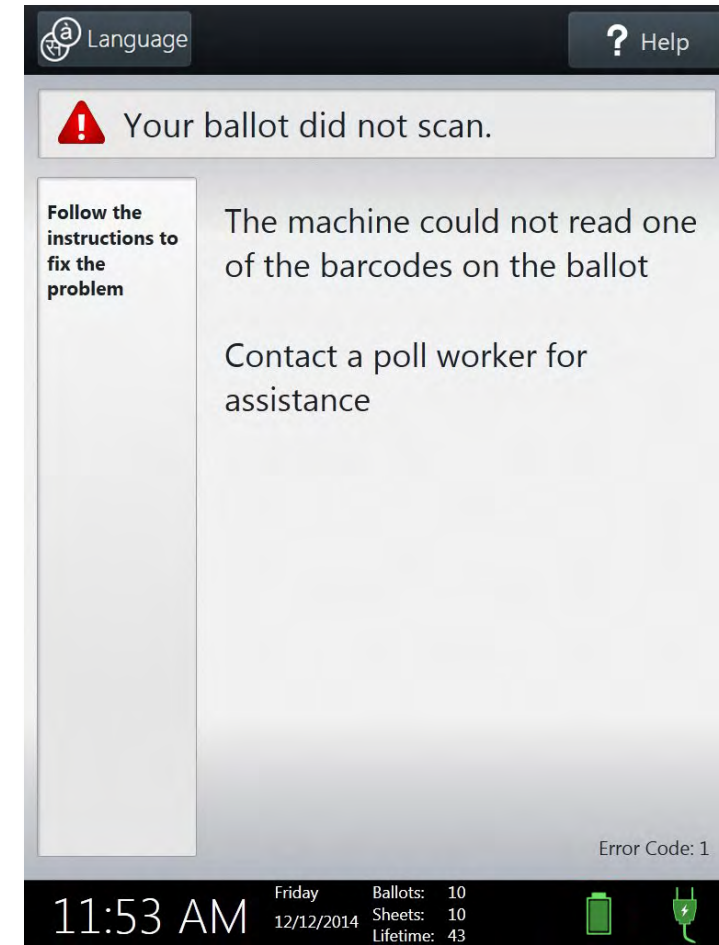 Language
? Help
Your ballot did not scan.
Follow the
instructions to
fix the
problem
The machine could not read one
of the barcodes on the ballot
Contact a poll worker for
assistance
Error Code: 1
11:53 AM
Friday
12/12/2014
Ballots: 10
Sheets: 10
Lifetime: 43